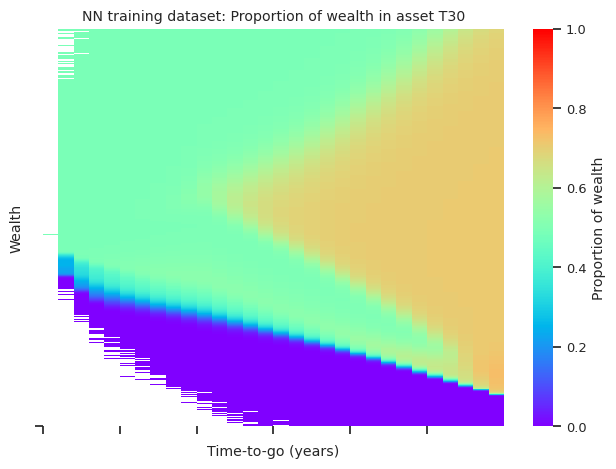 NN training dataset: Proportion of wealth in asset T30
Wealth
Time-to-go (years)
1.0
0.8
0.6
0.4
0.2
0.0
Proportion of wealth